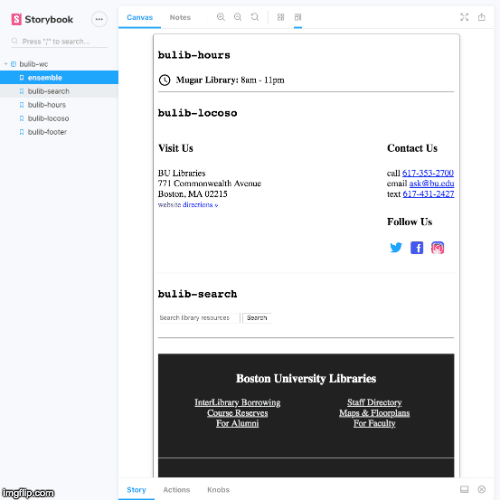 Storybook
Canvas
Notes
Press "/" to search...
bulib-wc
ensemble
bulib-search
bulib-hours
bulib-locoso
bulib-footer
bulib-hours
Mugar Library: 8am - 11pm
bulib-locoso
Visit Us
BU Libraries
771 Commonwealth Avenue
Boston, MA 02215
website directions »
Contact Us
call 617-353-2700
email ask@bu.edu
text 617-431-2427
Follow Us
bulib-search
Search library resources
Search
Boston University Libraries
InterLibrary Borrowing
Course Reserves
For Alumni
Staff Directory
Maps & Floorplans
For Faculty
Story
Actions
Knobs
imgflip.com